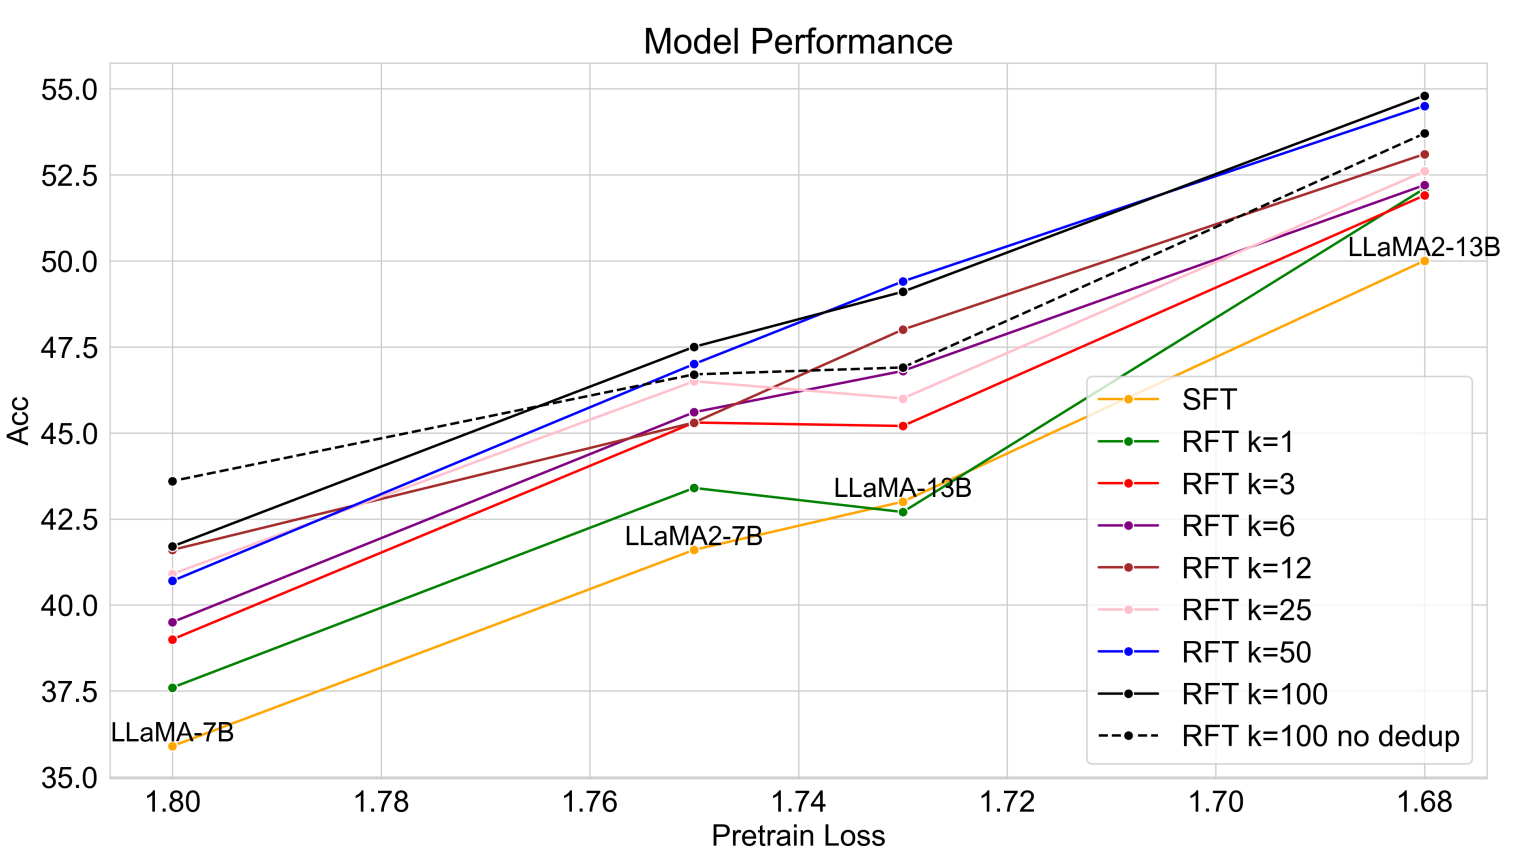 Model Performance
55.0
52.5
50.0
47.5
45.0
42.5
40.0
37.5
35.0
Acc
LLaMA-7B
LLaMA2-7B
LLaMA-13B
LLaMA2-13B
SFT
RFT k=1
RFT k=3
RFT k=6
RFT k=12
RFT k=25
RFT k=50
RFT k=100
RFT k=100 no dedup
1.80 1.78 1.76 1.74 1.72 1.70 1.68
Pretrain Loss